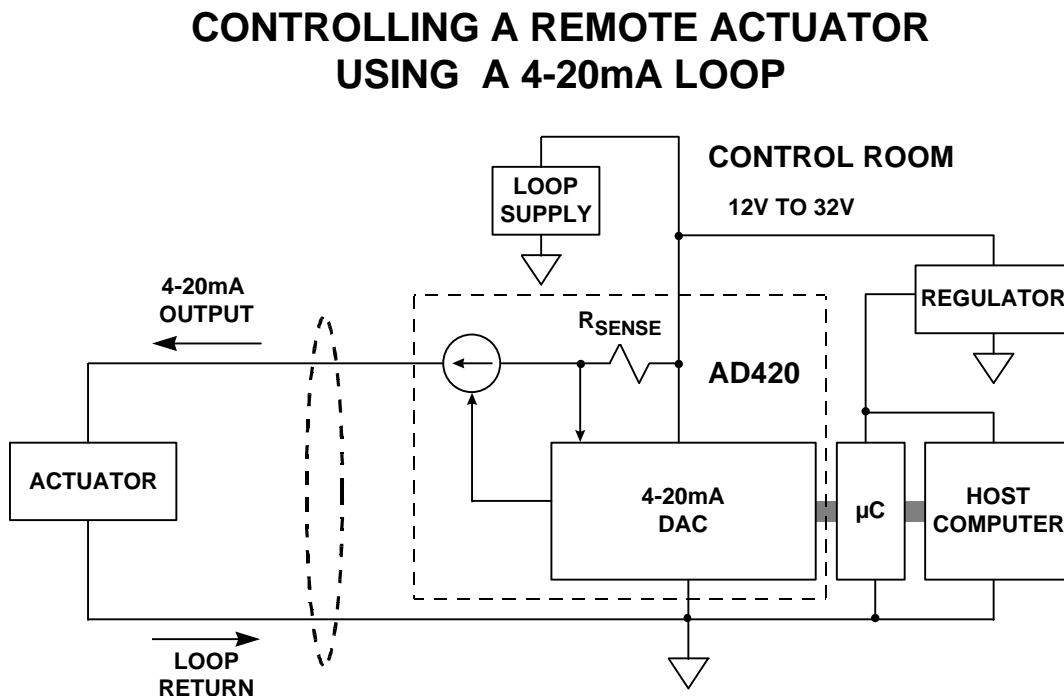 CONTROLLING A REMOTE ACTUATOR
USING A 4-20mA LOOP
CONTROL ROOM
LOOP
SUPPLY
12V TO 32V
4-20mA
OUTPUT
REGULATOR
RSENSE
AD420
ACTUATOR
4-20mA
DAC
µC
HOST
COMPUTER
LOOP
RETURN